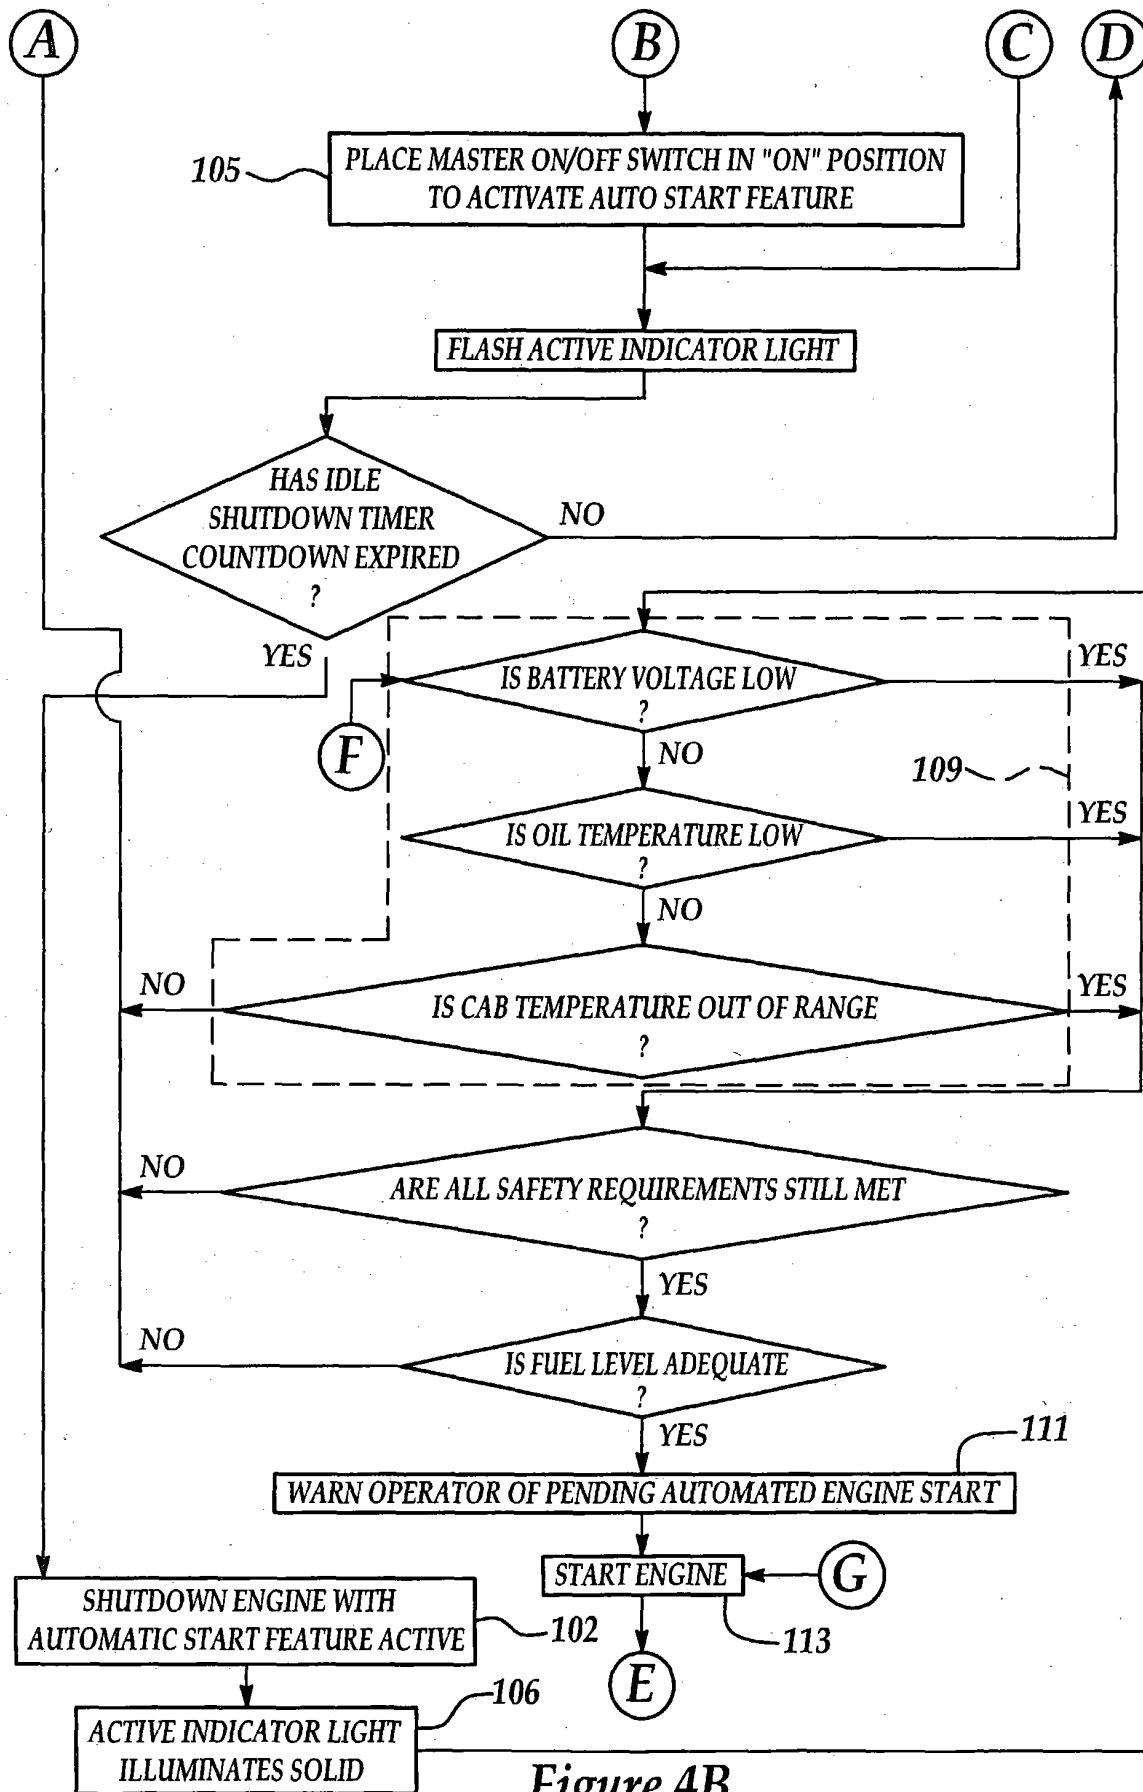 A
B
C
D
105
PLACE MASTER ON/OFF SWITCH IN "ON" POSITION
TO ACTIVATE AUTO START FEATURE
FLASH ACTIVE INDICATOR LIGHT
HAS IDLE
SHUTDOWN TIMER
COUNTDOWN EXPIRED
?
NO
YES
IS BATTERY VOLTAGE LOW
?
YES
F
NO
109
IS OIL TEMPERATURE LOW
?
YES
NO
NO
IS CAB TEMPERATURE OUT OF RANGE
?
YES
NO
ARE ALL SAFETY REQUIREMENTS STILL MET
?
YES
NO
IS FUEL LEVEL ADEQUATE
?
YES
111
WARN OPERATOR OF PENDING AUTOMATED ENGINE START
START ENGINE
G
113
E
SHUTDOWN ENGINE WITH
AUTOMATIC START FEATURE ACTIVE
102
106
ACTIVE INDICATOR LIGHT
ILLUMINATES SOLID
Figure 4B